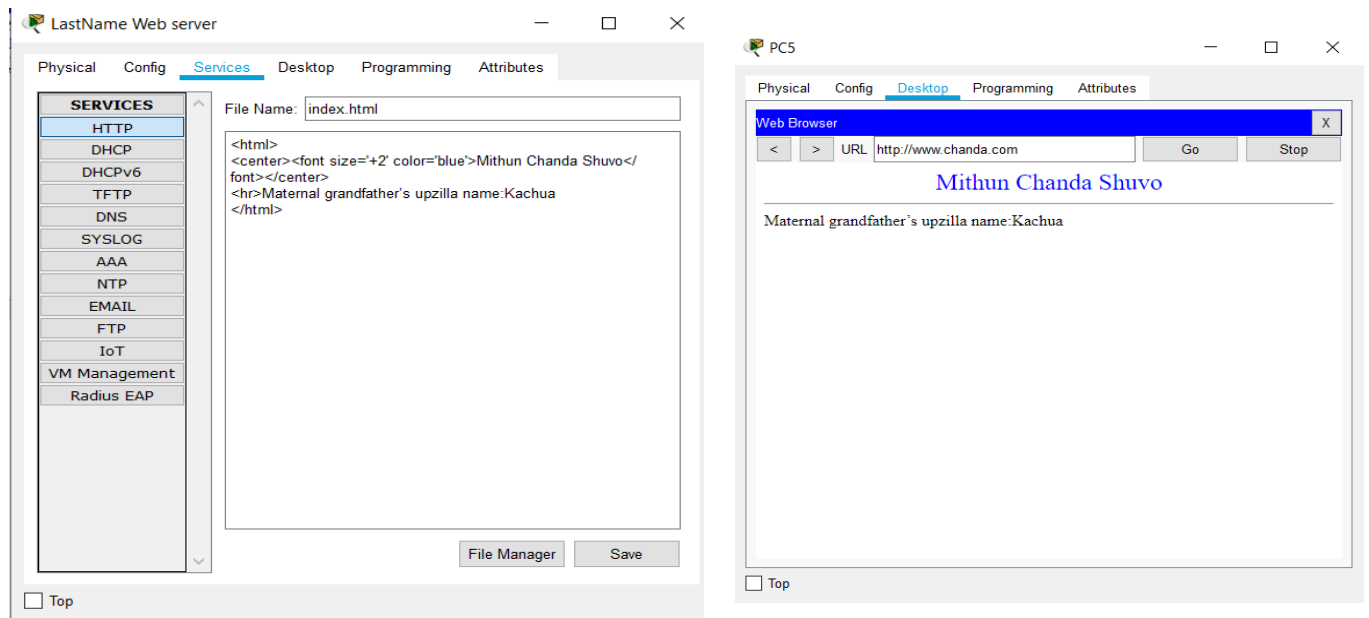 LastName Web server
Physical Config Services Desktop Programming Attributes
SERVICES
HTTP
DHCP
DHCPv6
TFTP
DNS
SYSLOG
AAA
NTP
EMAIL
FTP
IoT
VM Management
Radius EAP
File Name: index.html
<html>
<center><font size='+2' color='blue'>Mithun Chanda Shuvo</
font></center>
<hr>Maternal grandfather’s upzilla name:Kachua
</html>
File Manager Save
Top
PC5
Physical Config Desktop Programming Attributes
Web Browser X
< > URL http://www.chanda.com Go Stop
Mithun Chanda Shuvo
Maternal grandfather’s upzilla name:Kachua
Top